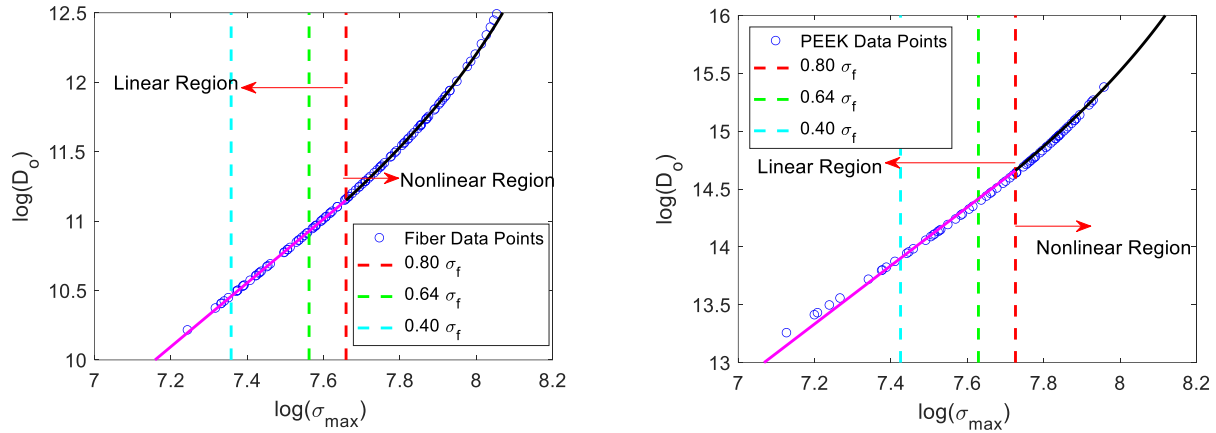 12.5
12
11.5
11
10.5
10
log(D_o)
Linear Region
Nonlinear Region
Fiber Data Points
0.80 σ_f
0.64 σ_f
0.40 σ_f
7
7.2
7.4
7.6
7.8
8
8.2
log(σ_max)
16
15.5
15
14.5
14
13.5
13
log(D_o)
PEEK Data Points
0.80 σ_f
0.64 σ_f
0.40 σ_f
Linear Region
Nonlinear Region
7
7.2
7.4
7.6
7.8
8
8.2
log(σ_max)